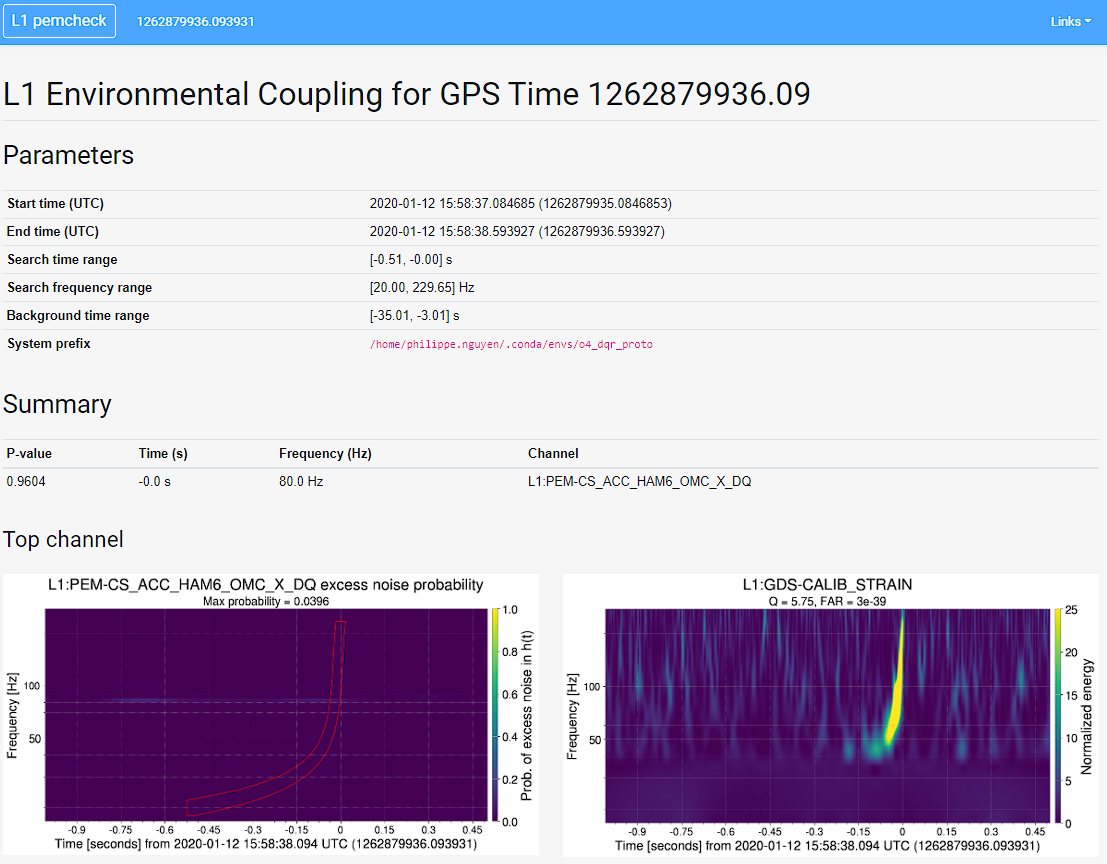 L1 pemcheck 1262879936.093931 Links
L1 Environmental Coupling for GPS Time 1262879936.09
Parameters
Start time (UTC) 2020-01-12 15:58:37.084685 (1262879935.0846853)
End time (UTC) 2020-01-12 15:58:38.593927 (1262879936.593927)
Search time range [-0.51, -0.00] s
Search frequency range [20.00, 229.65] Hz
Background time range [-35.01, -3.01] s
System prefix /home/philippe.nguyen/.conda/envs/o4_dqr_proto
Summary
P-value Time (s) Frequency (Hz) Channel
0.9604 -0.0 s 80.0 Hz L1:PEM-CS_ACC_HAM6_OMC_X_DQ
Top channel
L1:PEM-CS_ACC_HAM6_OMC_X_DQ excess noise probability
Max probability = 0.0396
Frequency [Hz]
100
50
-0.9 -0.75 -0.6 -0.45 -0.3 -0.15 0 0.15 0.3 0.45
Time [seconds] from 2020-01-12 15:58:38.094 UTC (1262879936.093931)
1.0
0.8
0.6
0.4
0.2
0.0
Prob. of excess noise in h(t)
L1:GDS-CALIB_STRAIN
Q = 5.75, FAR = 3e-39
Frequency [Hz]
100
50
-0.9 -0.75 -0.6 -0.45 -0.3 -0.15 0 0.15 0.3 0.45
Time [seconds] from 2020-01-12 15:58:38.094 UTC (1262879936.093931)
25
20
15
10
5
0
Normalized energy